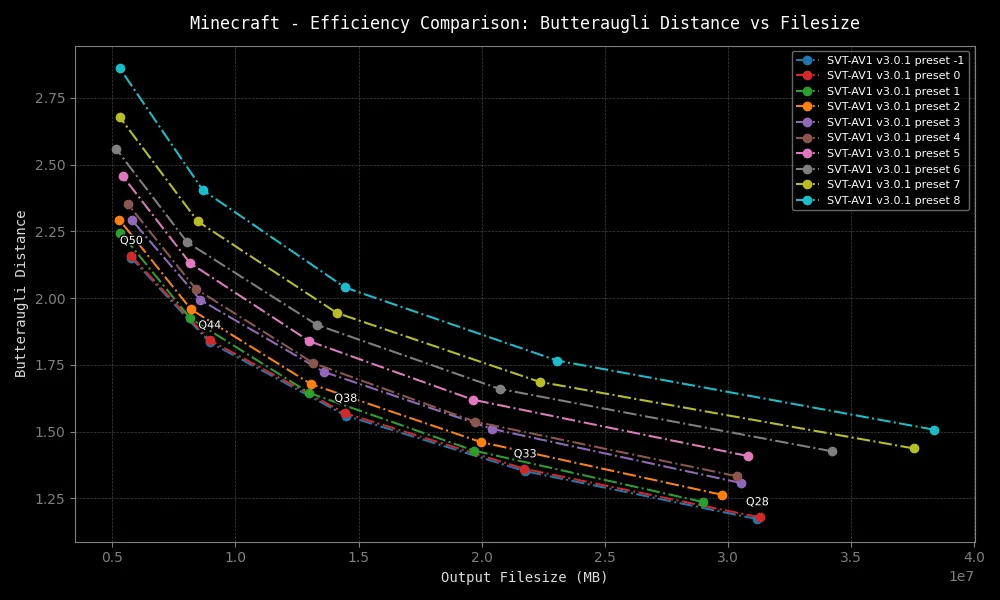 Minecraft - Efficiency Comparison: Butteraugli Distance vs Filesize
SVT-AV1 v3.0.1 preset -1
SVT-AV1 v3.0.1 preset 0
SVT-AV1 v3.0.1 preset 1
SVT-AV1 v3.0.1 preset 2
SVT-AV1 v3.0.1 preset 3
SVT-AV1 v3.0.1 preset 4
SVT-AV1 v3.0.1 preset 5
SVT-AV1 v3.0.1 preset 6
SVT-AV1 v3.0.1 preset 7
SVT-AV1 v3.0.1 preset 8
Butteraugli Distance
2.75
2.50
2.25
2.00
1.75
1.50
1.25
Q50
Q44
Q38
Q33
Q28
0.5 1.0 1.5 2.0 2.5 3.0 3.5 4.0
1e7
Output Filesize (MB)